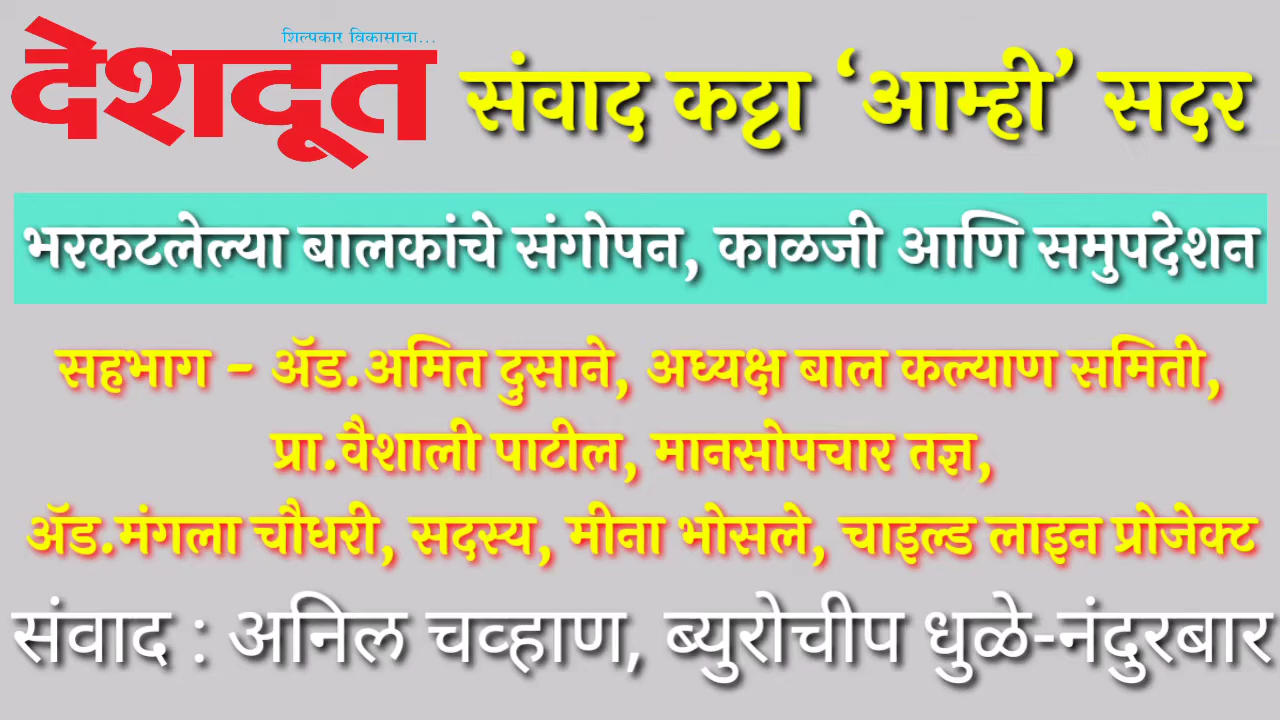 शिल्पकार विकासाचा...
देशदूत संवाद कट्टा ‘आम्ही’ सदर
भरकटलेल्या बालकांचे संगोपन, काळजी आणि समुपदेशन
सहभाग - ॲड.अमित दुसाने, अध्यक्ष बाल कल्याण समिती,
प्रा.वैशाली पाटील, मानसोपचार तज्ञ,
ॲड.मंगला चौधरी, सदस्य, मीना भोसले, चाइल्ड लाइन प्रोजेक्ट
संवाद : अनिल चव्हाण, ब्युरोचीप धुळे-नंदुरबार